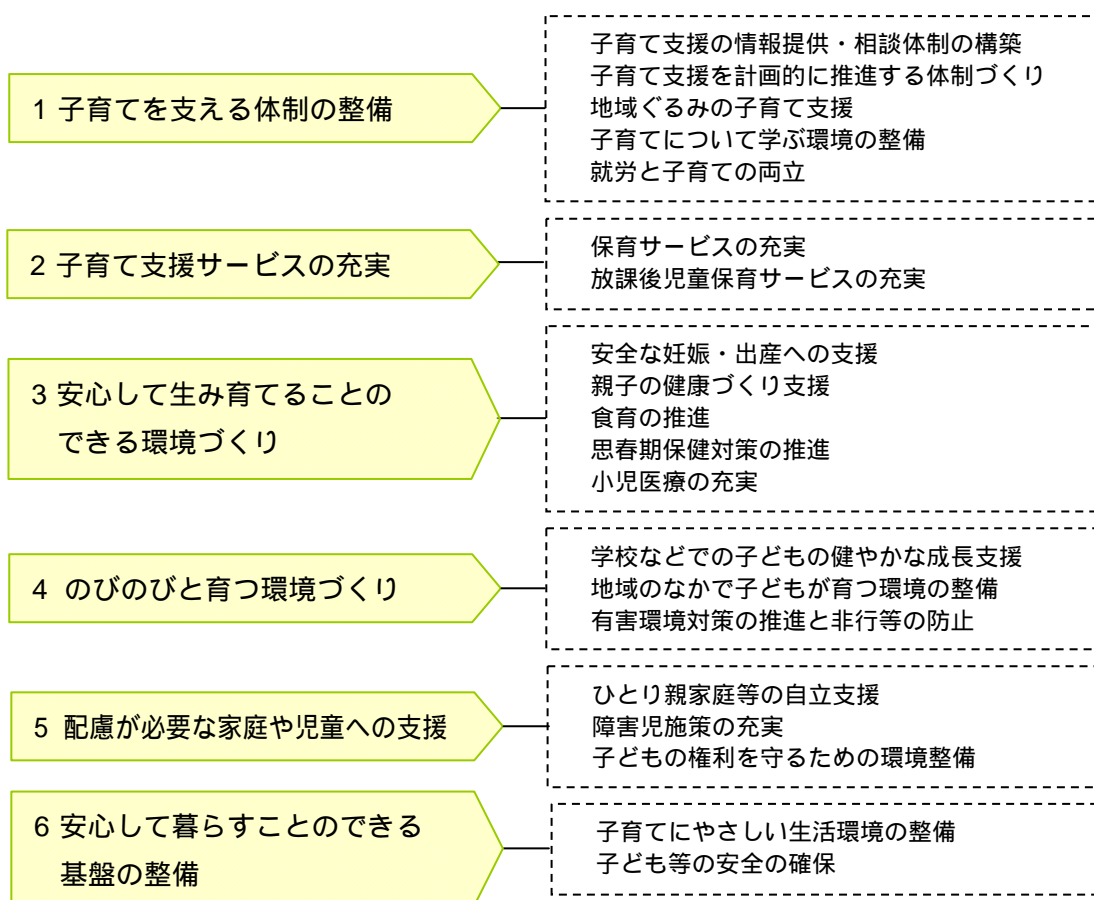 1 子育てを支える体制の整備
子育て支援の情報提供・相談体制の構築
子育て支援を計画的に推進する体制づくり
地域ぐるみの子育て支援
子育てについて学ぶ環境の整備
就労と子育ての両立
2 子育て支援サービスの充実
保育サービスの充実
放課後児童保育サービスの充実
3 安心して生み育てることの
できる環境づくり
安全な妊娠・出産への支援
親子の健康づくり支援
食育の推進
思春期保健対策の推進
小児医療の充実
4 のびのびと育つ環境づくり
学校などでの子どもの健やかな成長支援
地域のなかで子どもが育つ環境の整備
有害環境対策の推進と非行等の防止
5 配慮が必要な家庭や児童への支援
ひとり親家庭等の自立支援
障害児施策の充実
子どもの権利を守るための環境整備
6 安心して暮らすことのできる
基盤の整備
子育てにやさしい生活環境の整備
子ども等の安全の確保